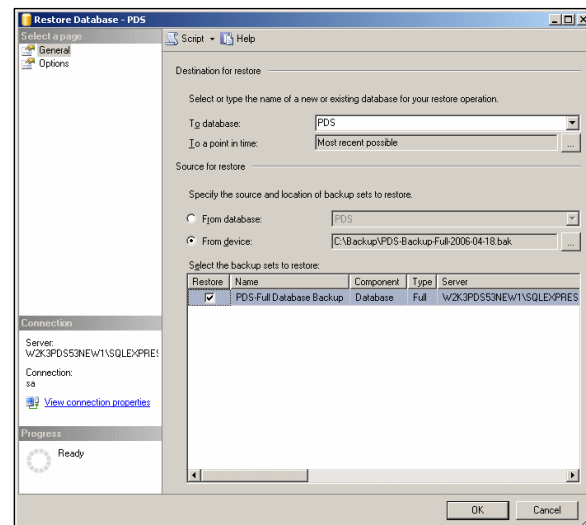 Restore Database - PDS
Select a page
General
Options
Script Help
Destination for restore
Select or type the name of a new or existing database for your restore operation.
To database: PDS
To a point in time: Most recent possible ...
Source for restore
Specify the source and location of backup sets to restore.
From database: PDS
From device: C:\Backup\PDS-Backup-Full-2006-04-18.bak ...
Select the backup sets to restore:
Restore Name Component Type Server
PDS-Full Database Backup Database Full W2K3PDS53NEW1\SQLEXPRES
Connection
Server:
W2K3PDS53NEW1\SQLEXPRE
Connection:
sa
View connection properties
Progress
Ready
OK Cancel